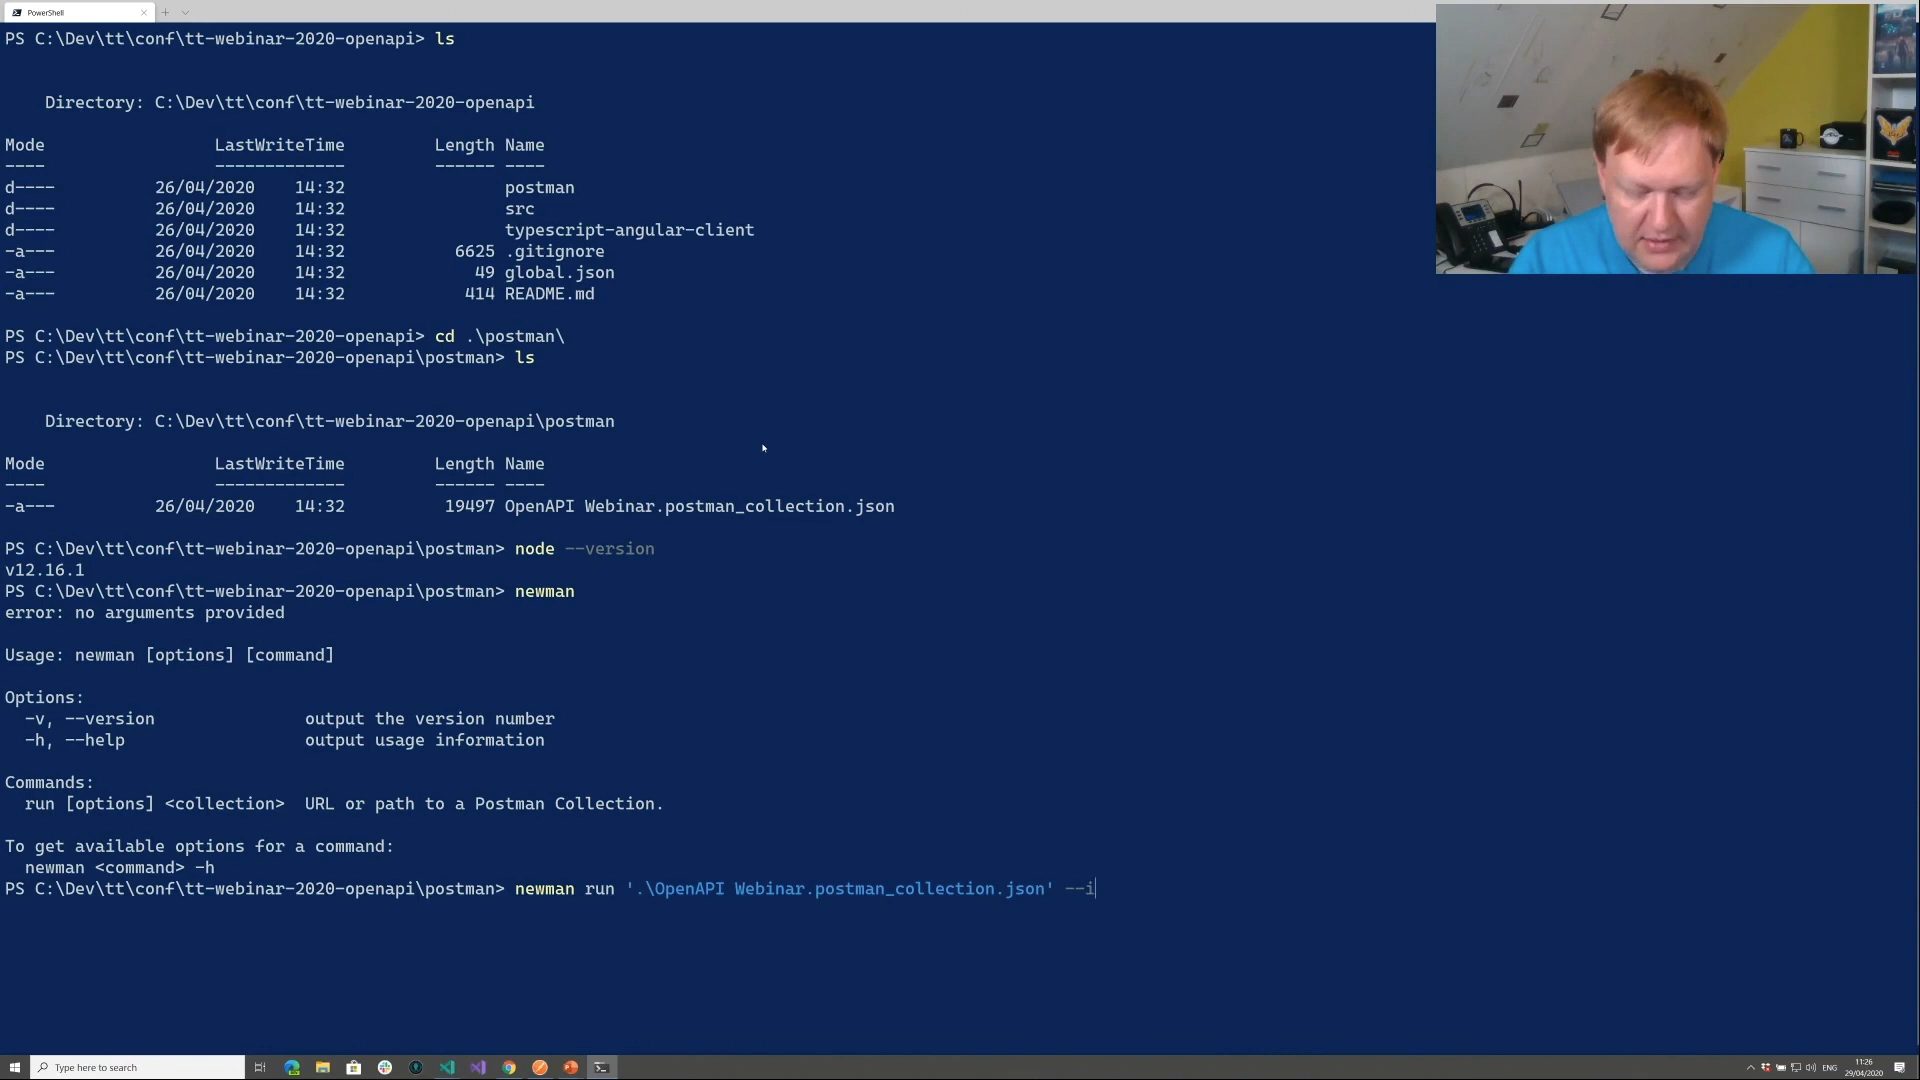 PowerShell
PS C:\Dev\tt\conf\tt-webinar-2020-openapi> ls
Directory: C:\Dev\tt\conf\tt-webinar-2020-openapi
Mode LastWriteTime Length Name
---- ------------- ------ ----
d---- 26/04/2020 14:32 postman
d---- 26/04/2020 14:32 src
d---- 26/04/2020 14:32 typescript-angular-client
-a--- 26/04/2020 14:32 6625 .gitignore
-a--- 26/04/2020 14:32 49 global.json
-a--- 26/04/2020 14:32 414 README.md
PS C:\Dev\tt\conf\tt-webinar-2020-openapi> cd .\postman\
PS C:\Dev\tt\conf\tt-webinar-2020-openapi\postman> ls
Directory: C:\Dev\tt\conf\tt-webinar-2020-openapi\postman
Mode LastWriteTime Length Name
---- ------------- ------ ----
-a--- 26/04/2020 14:32 19497 OpenAPI Webinar.postman_collection.json
PS C:\Dev\tt\conf\tt-webinar-2020-openapi\postman> node --version
v12.16.1
PS C:\Dev\tt\conf\tt-webinar-2020-openapi\postman> newman
error: no arguments provided
Usage: newman [options] [command]
Options:
-v, --version output the version number
-h, --help output usage information
Commands:
run [options] <collection> URL or path to a Postman Collection.
To get available options for a command:
newman <command> -h
PS C:\Dev\tt\conf\tt-webinar-2020-openapi\postman> newman run '.\OpenAPI Webinar.postman_collection.json' --i
Type here to search
ENG
11:26
29/04/2020